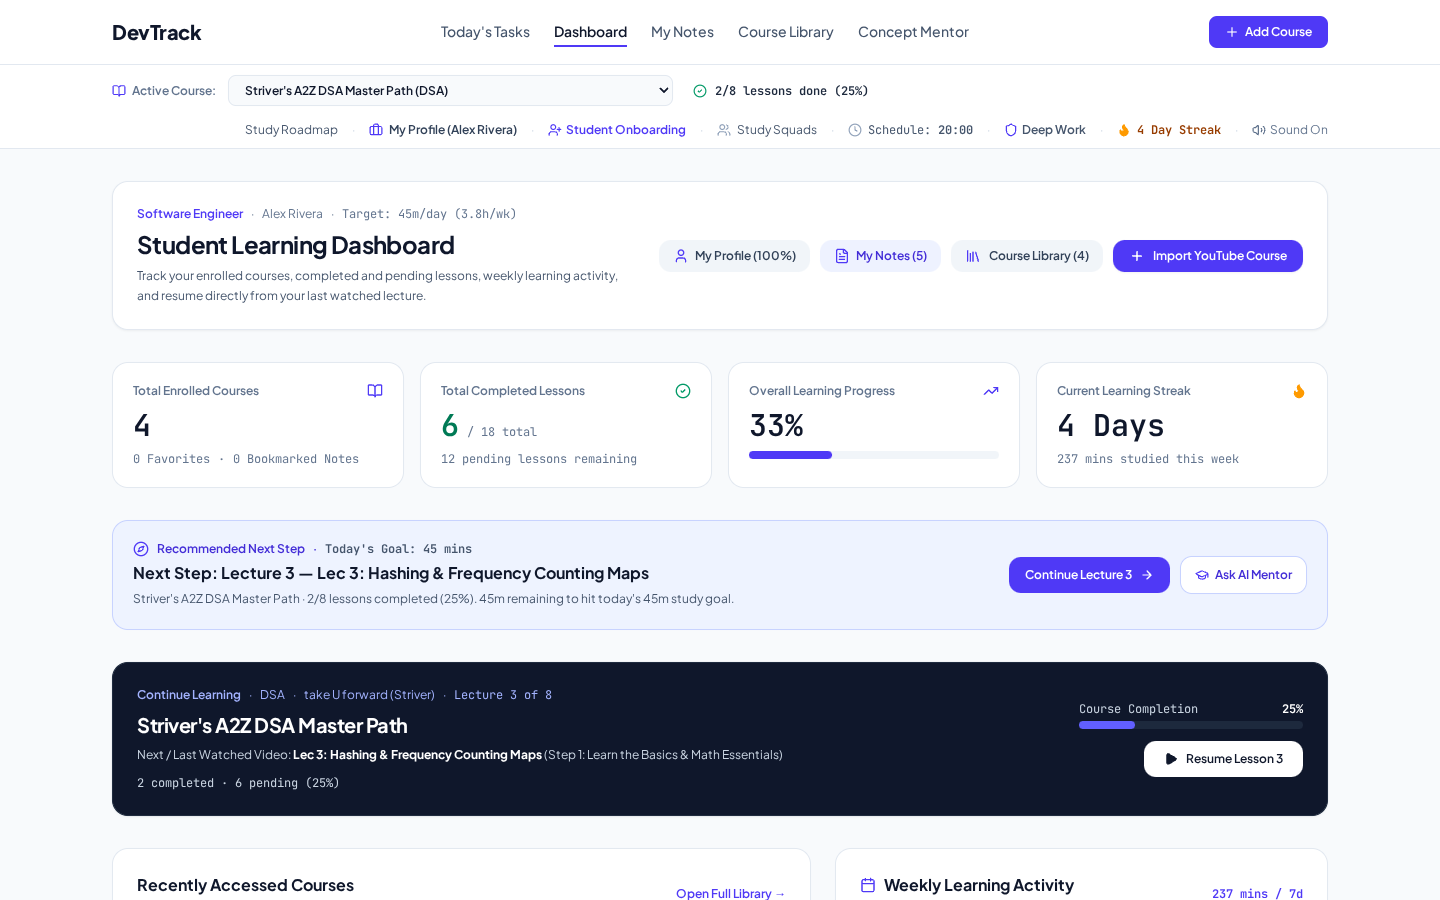 DevTrack
Today's Tasks
Dashboard
My Notes
Course Library
Concept Mentor
Add Course
Active Course:
Striver's A2Z DSA Master Path (DSA)
2/8 lessons done (25%)
Study Roadmap · My Profile (Alex Rivera) · Student Onboarding · Study Squads · Schedule: 20:00 · Deep Work · 4 Day Streak · Sound On
Software Engineer · Alex Rivera · Target: 45m/day (3.8h/wk)
Student Learning Dashboard
Track your enrolled courses, completed and pending lessons, weekly learning activity,
and resume directly from your last watched lecture.
My Profile (100%)
My Notes (5)
Course Library (4)
Import YouTube Course
Total Enrolled Courses
4
0 Favorites · 0 Bookmarked Notes
Total Completed Lessons
6 / 18 total
12 pending lessons remaining
Overall Learning Progress
33%
Current Learning Streak
4 Days
237 mins studied this week
Recommended Next Step · Today's Goal: 45 mins
Next Step: Lecture 3 — Lec 3: Hashing & Frequency Counting Maps
Striver's A2Z DSA Master Path · 2/8 lessons completed (25%). 45m remaining to hit today's 45m study goal.
Continue Lecture 3 →
Ask AI Mentor
Continue Learning · DSA · take U forward (Striver) · Lecture 3 of 8
Striver's A2Z DSA Master Path
Next / Last Watched Video: Lec 3: Hashing & Frequency Counting Maps (Step 1: Learn the Basics & Math Essentials)
2 completed · 6 pending (25%)
Course Completion 25%
Resume Lesson 3
Recently Accessed Courses
Open Full Library →
Weekly Learning Activity
237 mins / 7d